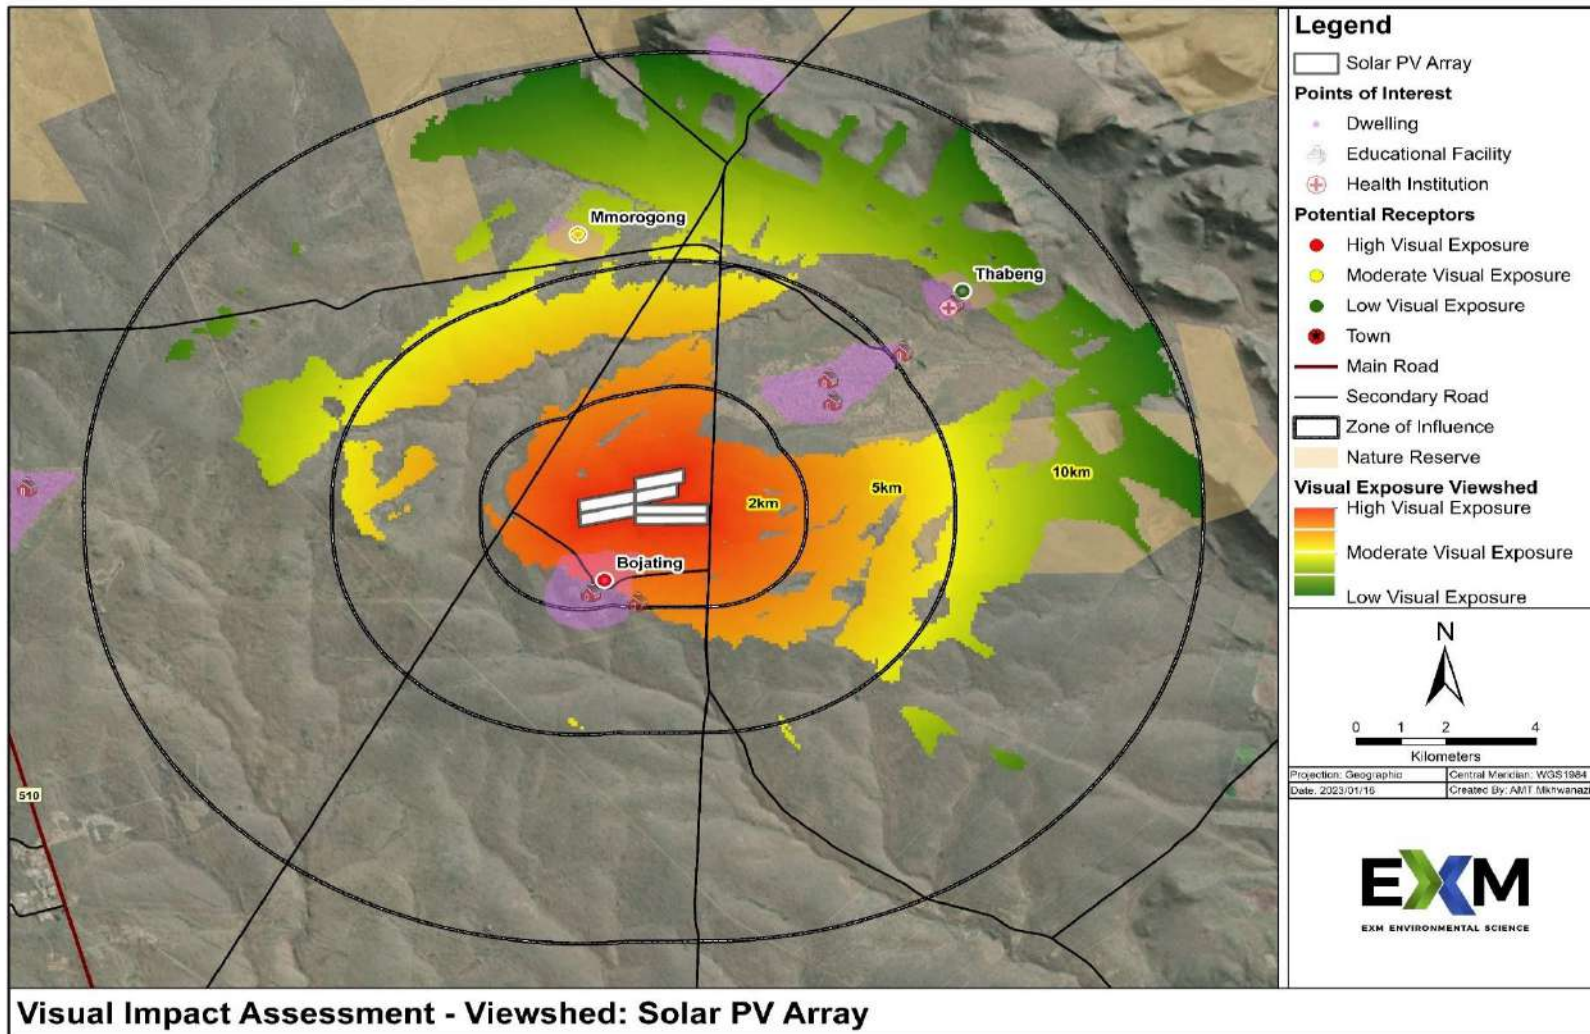 Legend
Solar PV Array
Points of Interest
Dwelling
Educational Facility
Health Institution
Potential Receptors
High Visual Exposure
Moderate Visual Exposure
Low Visual Exposure
Town
Main Road
Secondary Road
Zone of Influence
Nature Reserve
Visual Exposure Viewshed
High Visual Exposure
Moderate Visual Exposure
Low Visual Exposure
N
0 1 2 4
Kilometers
Projection: Geographic Central Meridian: WGS1984
Date: 2023/01/16 Created By: AMT Mkhwanazi
EXM
EXM ENVIRONMENTAL SCIENCE
Mmorogong
Thabeng
10km
5km
2km
Bojating
510
Visual Impact Assessment - Viewshed: Solar PV Array